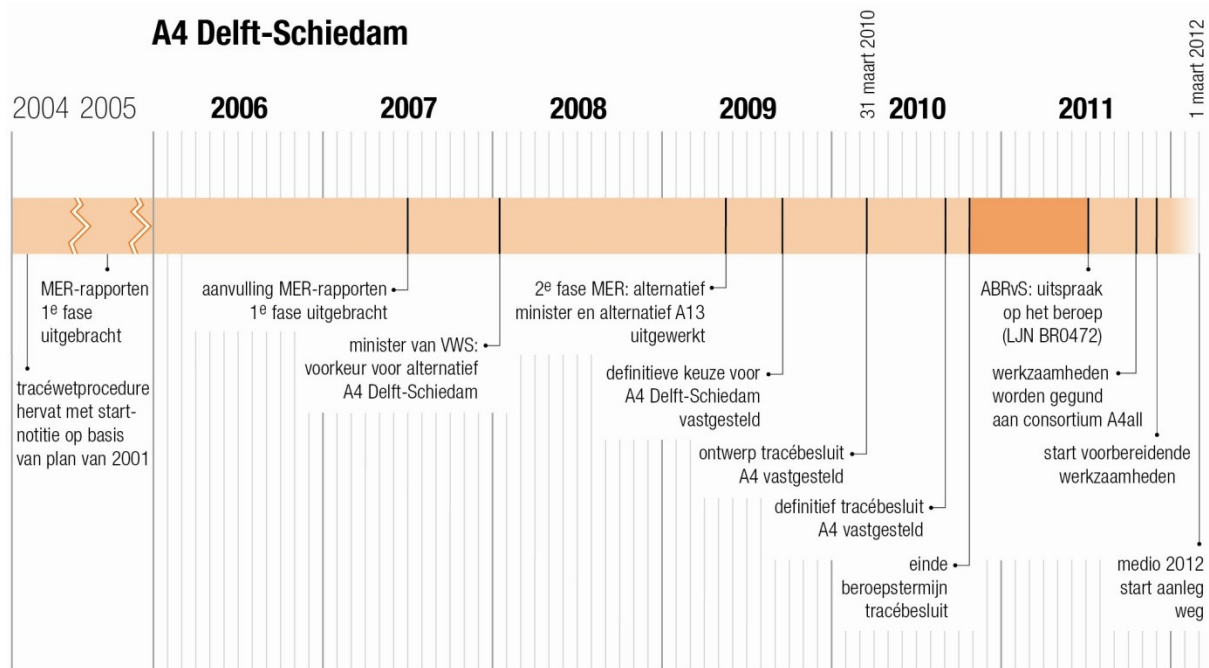 A4 Delft-Schiedam
31 maart 2010
1 maart 2012
2004 2005 2006 2007 2008 2009 2010 2011
MER-rapporten
1e fase
uitgebracht
tracéwetprocedure
hervat met start-
notitie op basis
van plan van 2001
aanvulling MER-rapporten
1e fase uitgebracht
minister van VWS:
voorkeur voor alternatief
A4 Delft-Schiedam
2e fase MER: alternatief
minister en alternatief A13
uitgewerkt
definitieve keuze voor
A4 Delft-Schiedam
vastgesteld
ontwerp tracébesluit
A4 vastgesteld
definitief tracébesluit
A4 vastgesteld
einde
beroepstermijn
tracébesluit
ABRvS: uitspraak
op het beroep
(LJN BR0472)
werkzaamheden
worden gegund
aan consortium A4all
start voorbereidende
werkzaamheden
medio 2012
start aanleg
weg